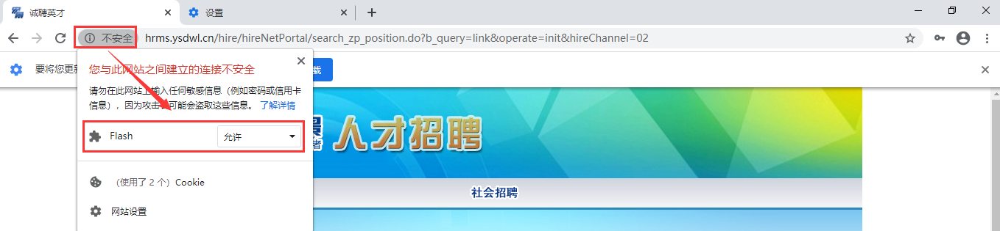 诚聘英才
设置
不安全
hrms.ysdwl.cn/hire/hireNetPortal/search_zp_position.do?b_query=link&operate=init&hireChannel=02
要将您更新
载
您与此网站之间建立的连接不安全
请勿在此网站上输入任何敏感信息（例如密码或信用卡
信息），因为攻击者可能会盗取这些信息。 了解详情
Flash
允许
人才招聘
者
（使用了 2 个）Cookie
社会招聘
网站设置